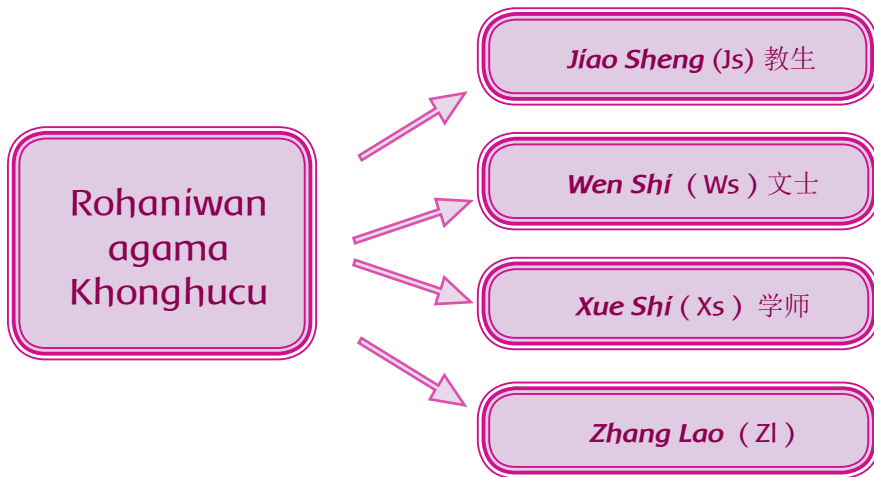 Rohaniwan
agama
Khonghucu
Jiao Sheng (Js) 教生
Wen Shi ( Ws ) 文士
Xue Shi ( Xs ) 学师
Zhang Lao ( Zl )